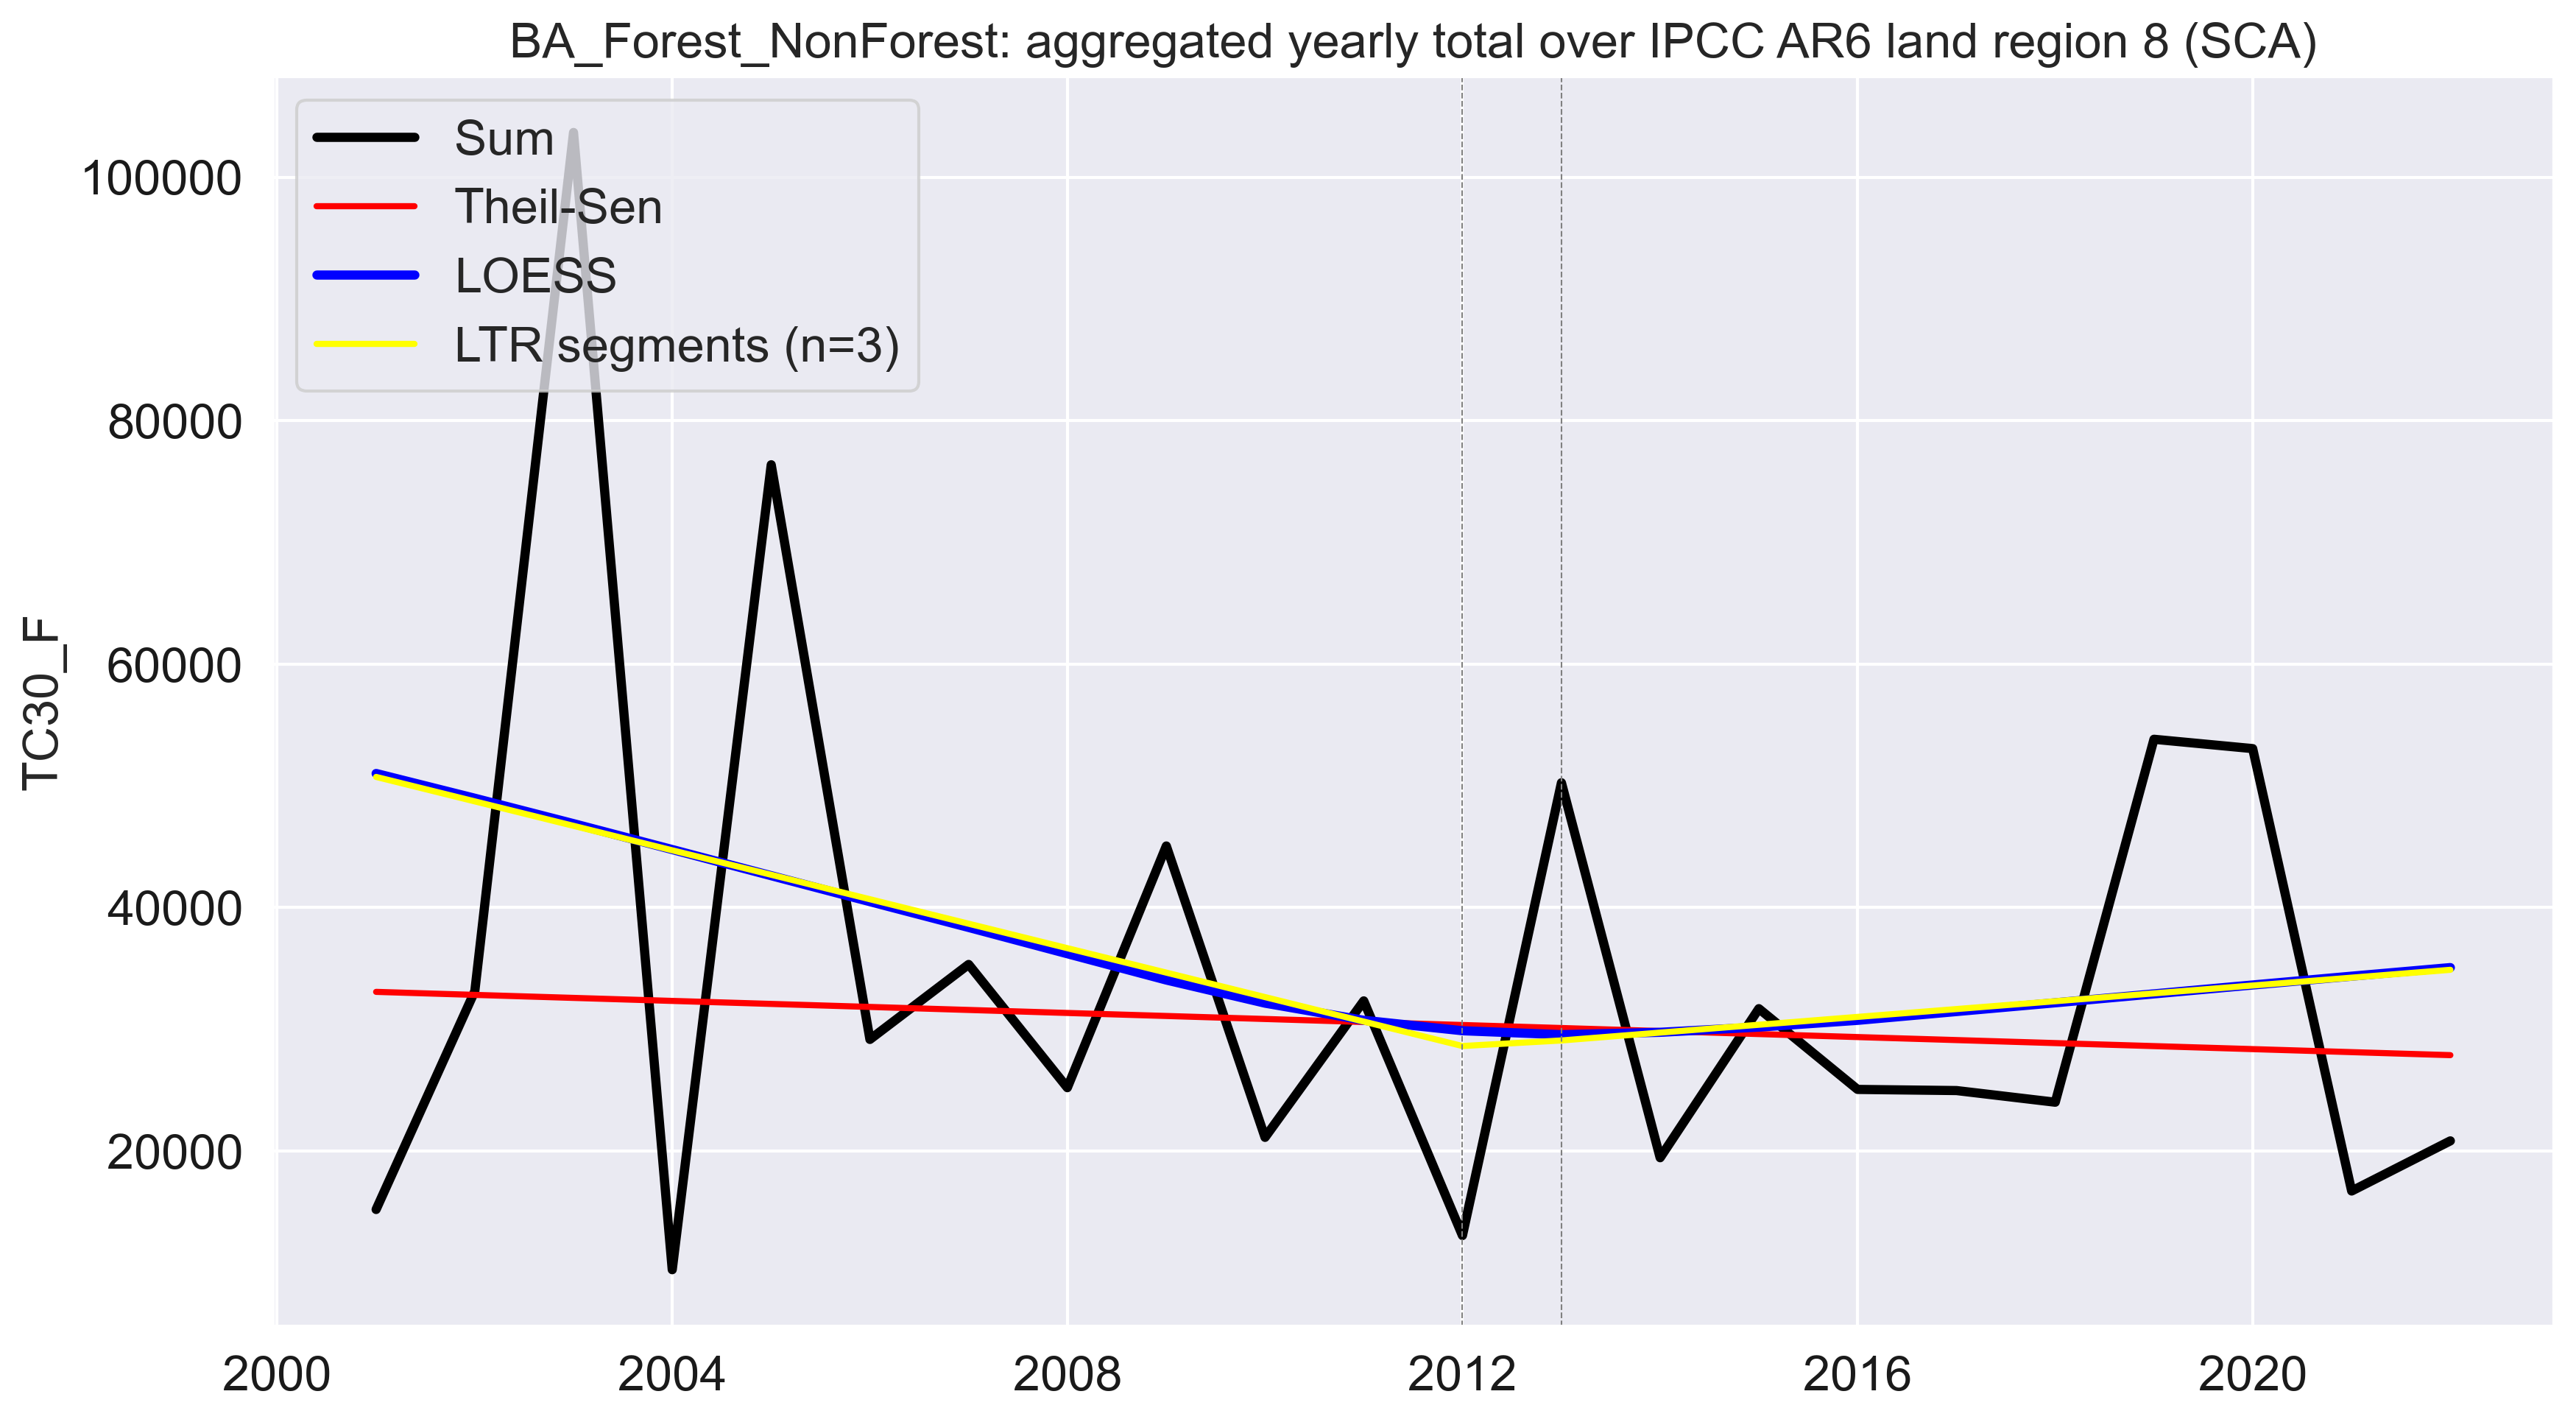 BA_Forest_NonForest: aggregated yearly total over IPCC AR6 land region 8 (SCA)
Sum
Theil-Sen
LOESS
LTR segments (n=3)
100000
80000
60000
40000
20000
TC30_F
2000 2004 2008 2012 2016 2020